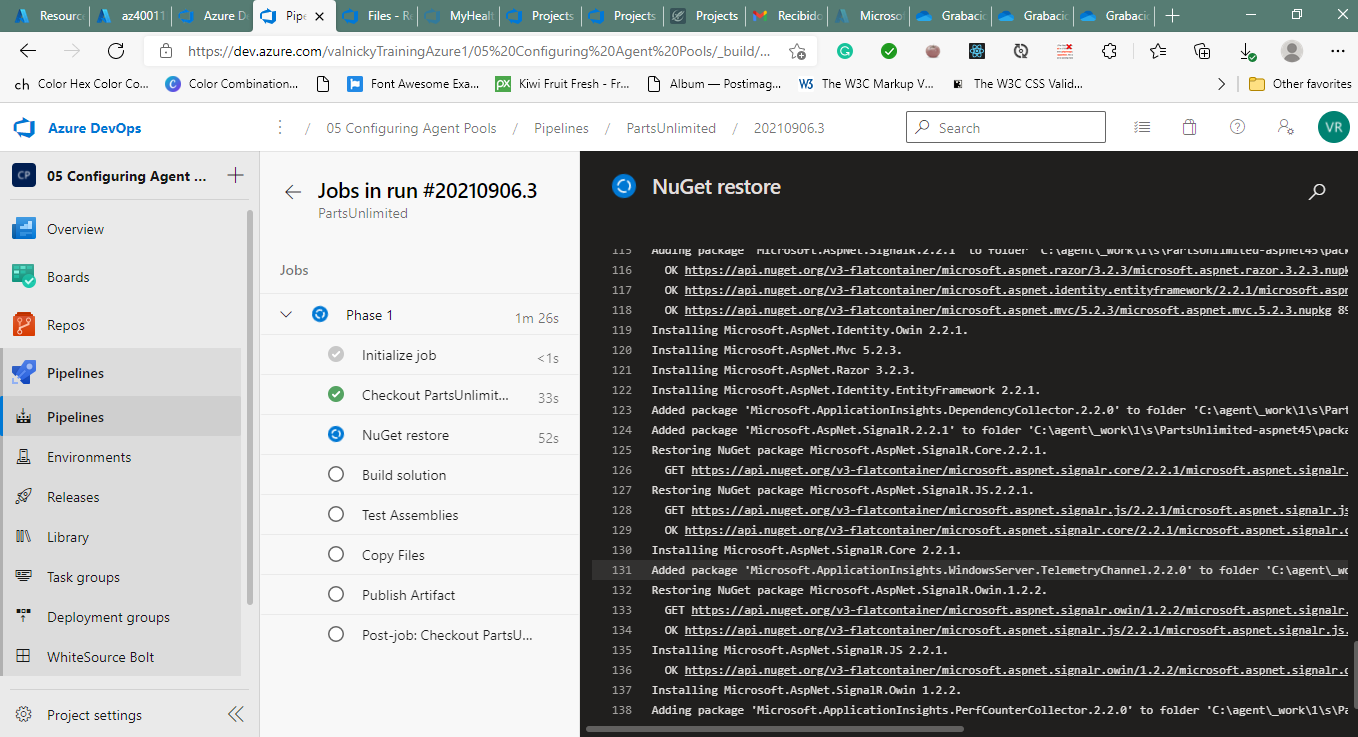 Resourc
az40011
Azure De
Pipe
Files - Re
MyHealt
Projects
Projects
Projects
Recibido
Microso
Grabacio
Grabacio
Grabacio
https://dev.azure.com/valnickyTrainingAzure1/05%20Configuring%20Agent%20Pools/_build/...
ch Color Hex Color Co...
Color Combination...
Font Awesome Exa...
px Kiwi Fruit Fresh - Fr...
Album — Postimag...
W3 The W3C Markup V...
The W3C CSS Valid...
Other favorites
Azure DevOps
/ 05 Configuring Agent Pools / Pipelines / PartsUnlimited / 20210906.3
Search
VR
CP 05 Configuring Agent ...
Overview
Boards
Repos
Pipelines
Pipelines
Environments
Releases
Library
Task groups
Deployment groups
WhiteSource Bolt
Project settings
Jobs in run #20210906.3
PartsUnlimited
Jobs
Phase 1 1m 26s
Initialize job <1s
Checkout PartsUnlimit... 33s
NuGet restore 52s
Build solution
Test Assemblies
Copy Files
Publish Artifact
Post-job: Checkout PartsU...
NuGet restore
115 Adding package 'Microsoft.AspNet.SignalR.2.2.1' to folder 'C:\agent\_work\1\s\PartsUnlimited-aspnet45\pack
116 OK https://api.nuget.org/v3-flatcontainer/microsoft.aspnet.razor/3.2.3/microsoft.aspnet.razor.3.2.3.nupk
117 OK https://api.nuget.org/v3-flatcontainer/microsoft.aspnet.identity.entityframework/2.2.1/microsoft.aspn
118 OK https://api.nuget.org/v3-flatcontainer/microsoft.aspnet.mvc/5.2.3/microsoft.aspnet.mvc.5.2.3.nupkg 89
119 Installing Microsoft.AspNet.Identity.Owin 2.2.1.
120 Installing Microsoft.AspNet.Mvc 5.2.3.
121 Installing Microsoft.AspNet.Razor 3.2.3.
122 Installing Microsoft.AspNet.Identity.EntityFramework 2.2.1.
123 Added package 'Microsoft.ApplicationInsights.DependencyCollector.2.2.0' to folder 'C:\agent\_work\1\s\Part
124 Added package 'Microsoft.AspNet.SignalR.2.2.1' to folder 'C:\agent\_work\1\s\PartsUnlimited-aspnet45\packa
125 Restoring NuGet package Microsoft.AspNet.SignalR.Core.2.2.1.
126 GET https://api.nuget.org/v3-flatcontainer/microsoft.aspnet.signalr.core/2.2.1/microsoft.aspnet.signalr.
127 Restoring NuGet package Microsoft.AspNet.SignalR.JS.2.2.1.
128 GET https://api.nuget.org/v3-flatcontainer/microsoft.aspnet.signalr.js/2.2.1/microsoft.aspnet.signalr.js
129 OK https://api.nuget.org/v3-flatcontainer/microsoft.aspnet.signalr.core/2.2.1/microsoft.aspnet.signalr.c
130 Installing Microsoft.AspNet.SignalR.Core 2.2.1.
131 Added package 'Microsoft.ApplicationInsights.WindowsServer.TelemetryChannel.2.2.0' to folder 'C:\agent\_wo
132 Restoring NuGet package Microsoft.AspNet.SignalR.Owin.1.2.2.
133 GET https://api.nuget.org/v3-flatcontainer/microsoft.aspnet.signalr.owin/1.2.2/microsoft.aspnet.signalr.
134 OK https://api.nuget.org/v3-flatcontainer/microsoft.aspnet.signalr.js/2.2.1/microsoft.aspnet.signalr.js.
135 Installing Microsoft.AspNet.SignalR.JS 2.2.1.
136 OK https://api.nuget.org/v3-flatcontainer/microsoft.aspnet.signalr.owin/1.2.2/microsoft.aspnet.signalr.o
137 Installing Microsoft.AspNet.SignalR.Owin 1.2.2.
138 Adding package 'Microsoft.ApplicationInsights.PerfCounterCollector.2.2.0' to folder 'C:\agent\_work\1\s\Pa